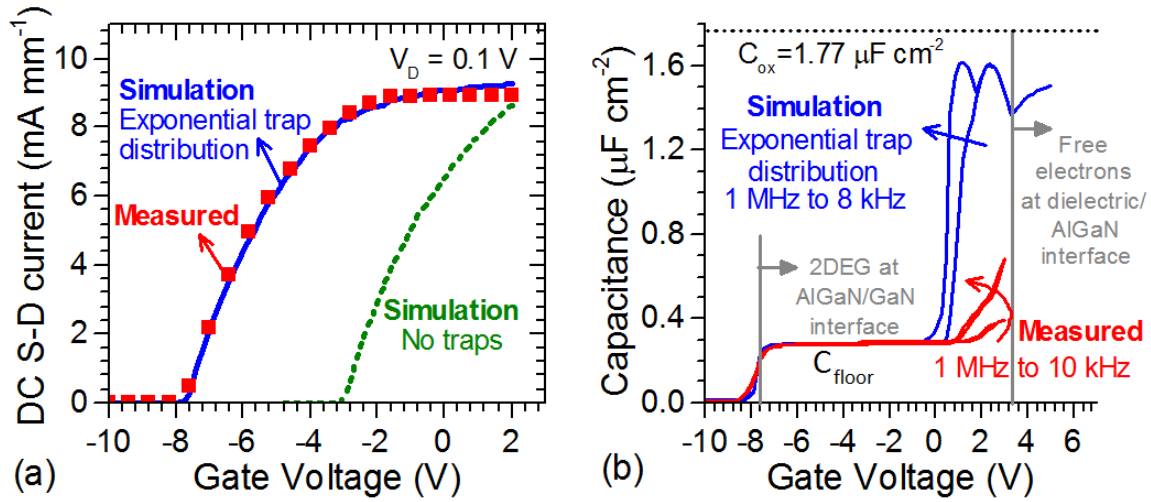 V_D = 0.1 V
Simulation
Exponential trap
distribution
Measured
Simulation
No traps
DC S-D current (mA mm⁻¹)
10
8
6
4
2
0
-10 -8 -6 -4 -2 0 2
Gate Voltage (V)
(a)
C_ox=1.77 μF cm⁻²
Simulation
Exponential trap
distribution
1 MHz to 8 kHz
Free
electrons
at dielectric/
AlGaN
interface
2DEG at
AlGaN/GaN
interface
Measured
1 MHz to 10 kHz
C_floor
Capacitance (μF cm⁻²)
1.6
1.2
0.8
0.4
0.0
-10 -8 -6 -4 -2 0 2 4 6
Gate Voltage (V)
(b)